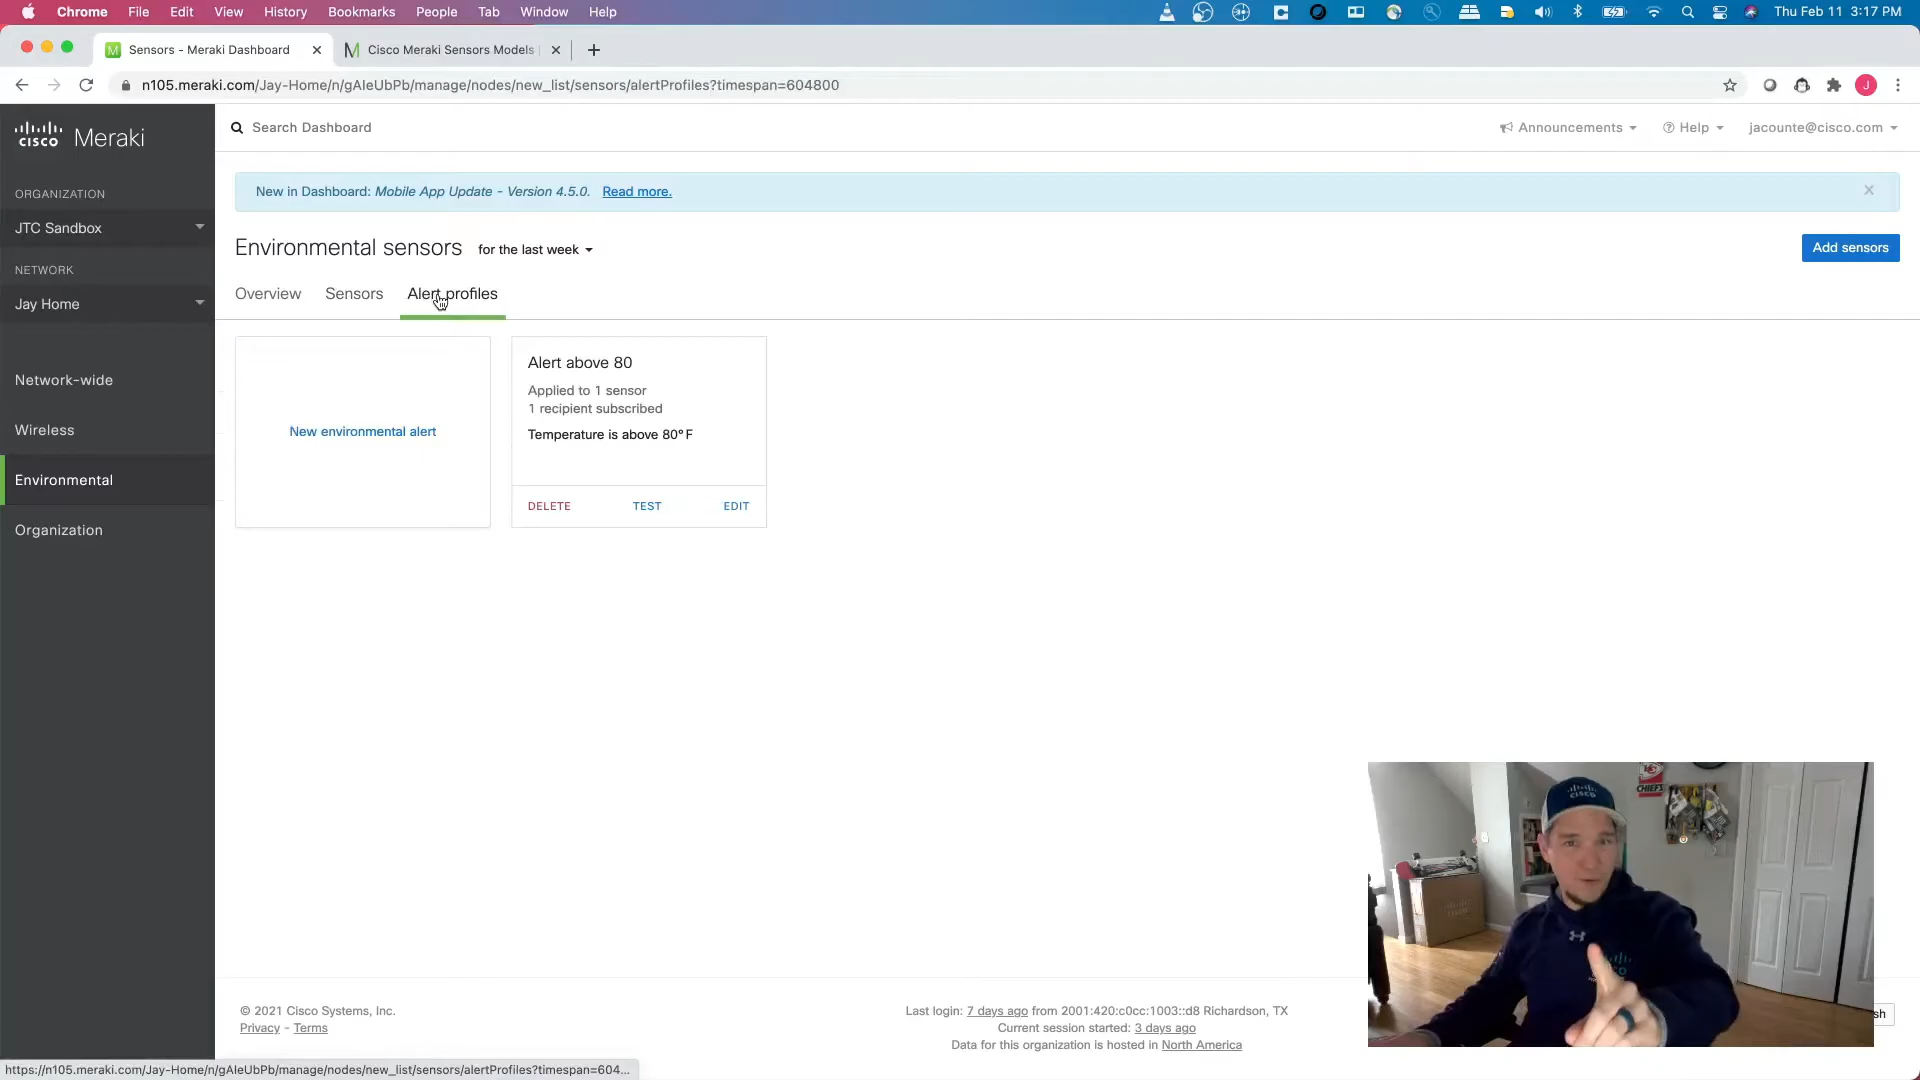 Chrome File Edit View History Bookmarks People Tab Window Help Thu Feb 11 3:17 PM
Sensors - Meraki Dashboard Cisco Meraki Sensors Models
n105.meraki.com/Jay-Home/n/gAIeUbPb/manage/nodes/new_list/sensors/alertProfiles?timespan=604800 J
cisco Meraki
Search Dashboard Announcements Help jacounte@cisco.com
New in Dashboard: Mobile App Update - Version 4.5.0. Read more.
ORGANIZATION
JTC Sandbox
NETWORK
Jay Home
Network-wide
Wireless
Environmental
Organization
Environmental sensors for the last week Add sensors
Overview Sensors Alert profiles
New environmental alert
Alert above 80
Applied to 1 sensor
1 recipient subscribed
Temperature is above 80° F
DELETE TEST EDIT
CHIEFS
CISCO
© 2021 Cisco Systems, Inc.
Privacy - Terms
Last login: 7 days ago from 2001:420:c0cc:1003::d8 Richardson, TX
Current session started: 3 days ago
Data for this organization is hosted in North America
sh
https://n105.meraki.com/Jay-Home/n/gAIeUbPb/manage/nodes/new_list/sensors/alertProfiles?timespan=604...